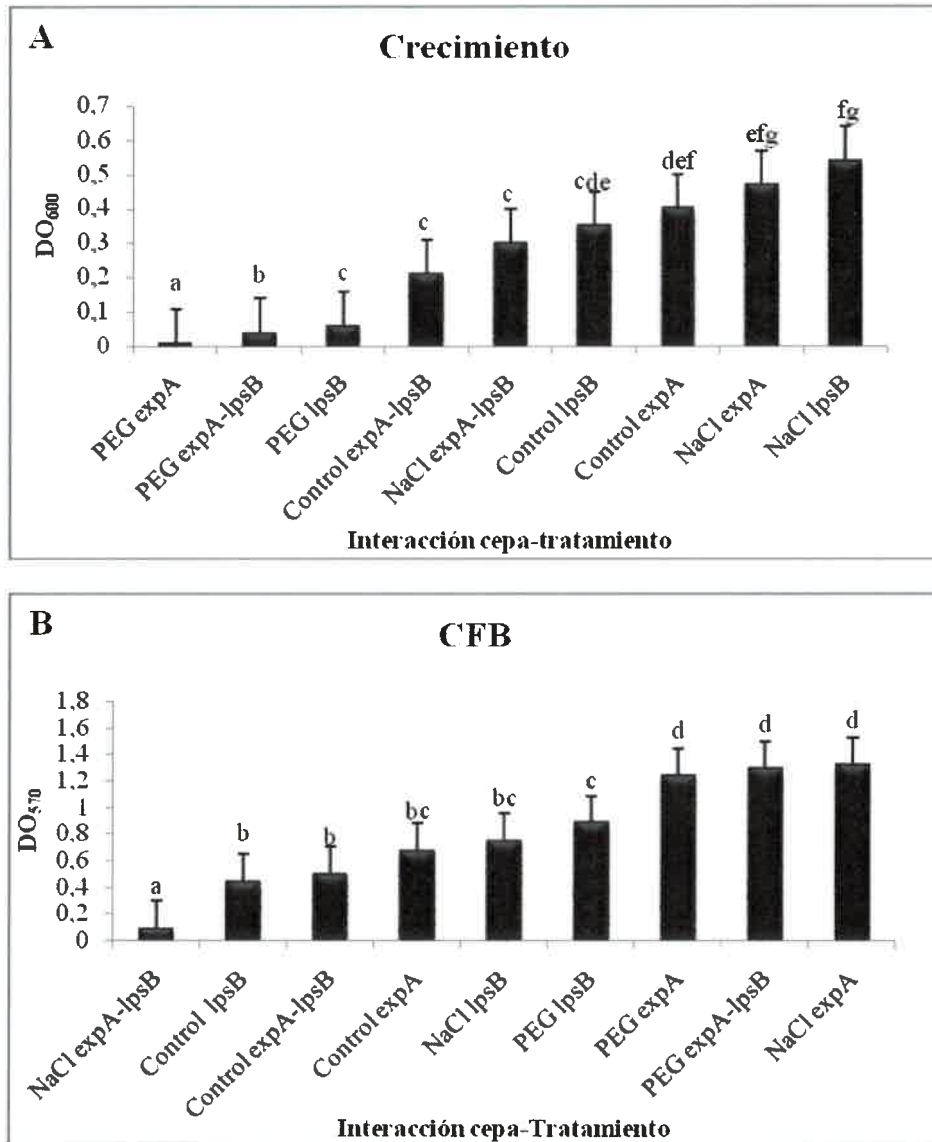 A
Crecimiento
DO600
0,7
0,6
0,5
0,4
0,3
0,2
0,1
0
a
b
c
c
c
cde
def
efg
fg
PEG expA
PEG expA-lpsB
PEG lpsB
Control expA-lpsB
NaCl expA-lpsB
Control lpsB
Control expA
NaCl expA
NaCl lpsB
Interacción cepa-tratamiento
B
CFB
DO570
1,8
1,6
1,4
1,2
1
0,8
0,6
0,4
0,2
0
a
b
b
bc
bc
c
d
d
d
NaCl expA-lpsB
Control lpsB
Control expA-lpsB
Control expA
NaCl lpsB
PEG lpsB
PEG expA
PEG expA-lpsB
NaCl expA
Interacción cepa-Tratamiento